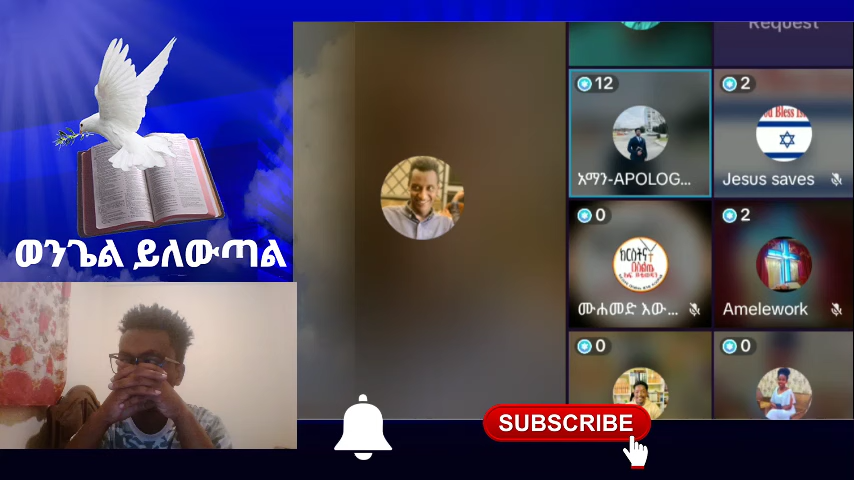 ወንጌል ይለውጣል
Request
12
አማን-APOLOG...
2
Jesus saves
0
ሙሐመድ እው...
2
Amelework
0
0
SUBSCRIBE